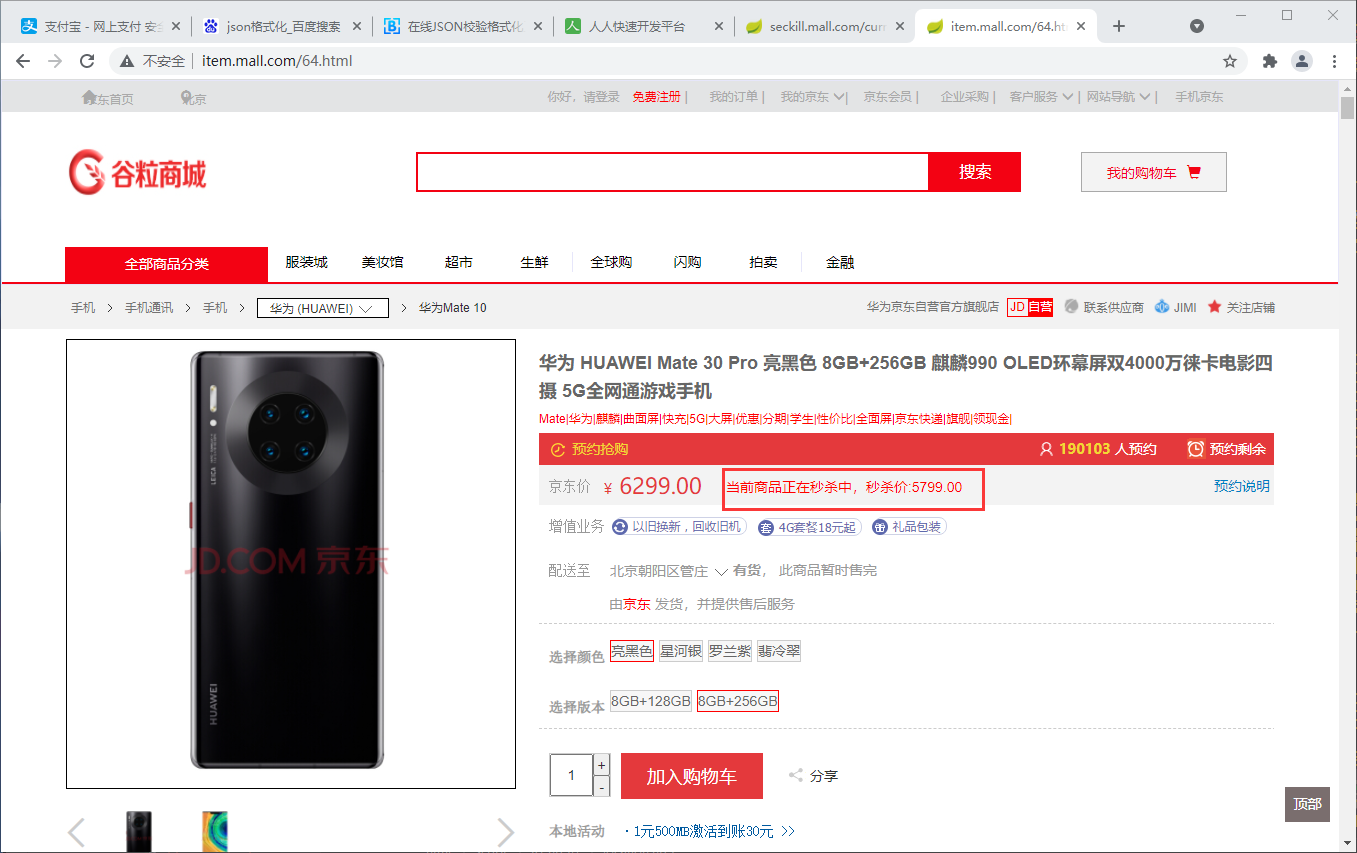 支付宝 - 网上支付 安全
json格式化_百度搜索
在线JSON校验格式化
人人快速开发平台
seckill.mall.com/curr
item.mall.com/64.ht
不安全 item.mall.com/64.html
东首页 北京 你好，请登录 免费注册| 我的订单| 我的京东 | 京东会员| 企业采购| 客户服务 | 网站导航 | 手机京东
谷粒商城 搜索 我的购物车
全部商品分类 服装城 美妆馆 超市 生鲜 全球购 闪购 拍卖 金融
手机 > 手机通讯 > 手机 > 华为 (HUAWEI) > 华为Mate 10 华为京东自营官方旗舰店 JD 自营 联系供应商 JIMI 关注店铺
华为 HUAWEI Mate 30 Pro 亮黑色 8GB+256GB 麒麟990 OLED环幕屏双4000万徕卡电影四
摄 5G全网通游戏手机
Mate|华为|麒麟|曲面屏|快充|5G|大屏|优惠|分期|学生|性价比|全面屏|京东快递|旗舰|领现金|
预约抢购 190103 人预约 预约剩余
京东价 ¥ 6299.00 当前商品正在秒杀中，秒杀价:5799.00 预约说明
增值业务 以旧换新，回收旧机 套 4G套餐18元起 礼品包装
配送至 北京朝阳区管庄 有货， 此商品暂时售完
由京东 发货，并提供售后服务
选择颜色 亮黑色 星河银 罗兰紫 翡冷翠
选择版本 8GB+128GB 8GB+256GB
1 + - 加入购物车 分享
本地活动 · 1元500MB激活到账30元 >>
顶部
LEICA
JD.COM 京东
HUAWEI